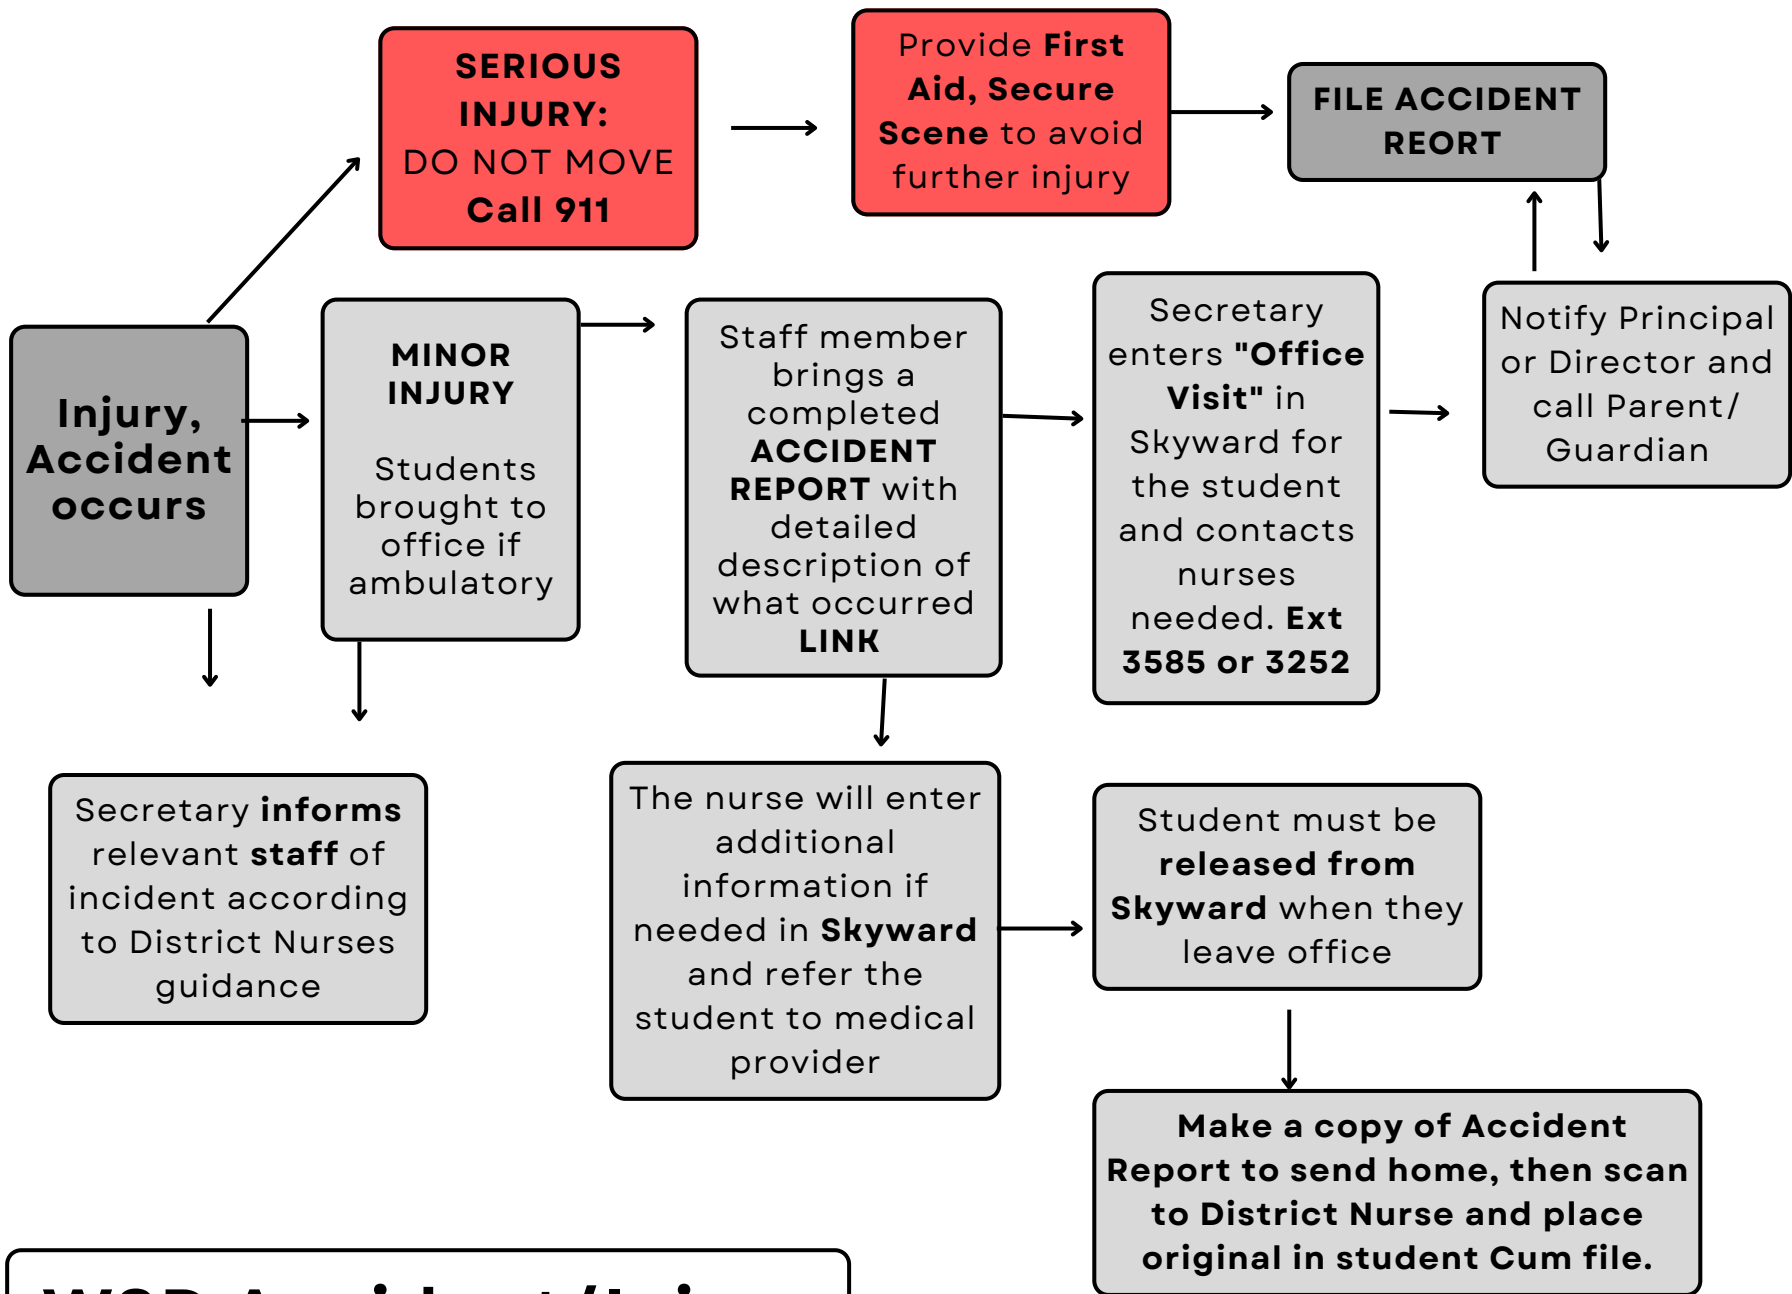 SERIOUS
INJURY:
DO NOT MOVE
Call 911
Provide First
Aid, Secure
Scene to avoid
further injury
FILE ACCIDENT
REORT
Injury,
Accident
occurs
MINOR
INJURY
Students
brought to
office if
ambulatory
Staff member
brings a
completed
ACCIDENT
REPORT with
detailed
description of
what occurred
LINK
Secretary
enters "Office
Visit" in
Skyward for
the student
and contacts
nurses
needed. Ext
3585 or 3252
Notify Principal
or Director and
call Parent/
Guardian
Secretary informs
relevant staff of
incident according
to District Nurses
guidance
The nurse will enter
additional
information if
needed in Skyward
and refer the
student to medical
provider
Student must be
released from
Skyward when they
leave office
Make a copy of Accident
Report to send home, then scan
to District Nurse and place
original in student Cum file.